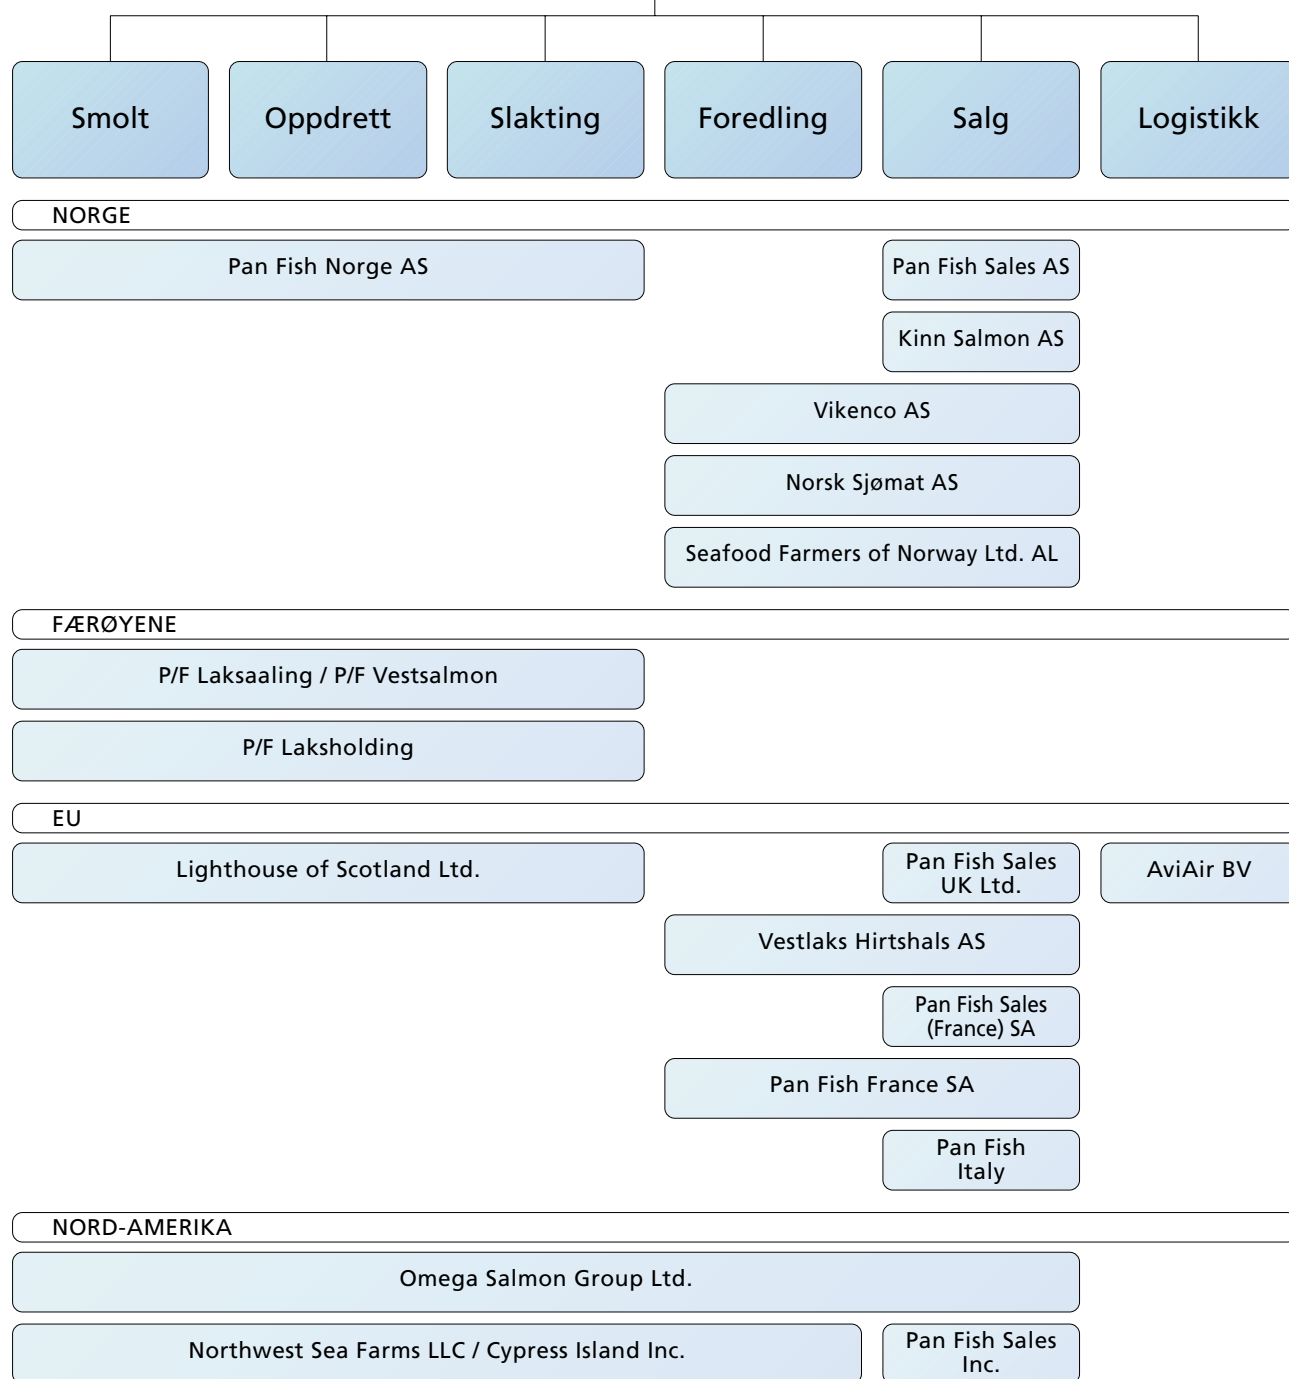 Smolt
Oppdrett
Slakting
Foredling
Salg
Logistikk
NORGE
Pan Fish Norge AS
Pan Fish Sales AS
Kinn Salmon AS
Vikenco AS
Norsk Sjømat AS
Seafood Farmers of Norway Ltd. AL
FÆRØYENE
P/F Laksaaling / P/F Vestsalmon
P/F Laksholding
EU
Lighthouse of Scotland Ltd.
Pan Fish Sales
UK Ltd.
AviAir BV
Vestlaks Hirtshals AS
Pan Fish Sales
(France) SA
Pan Fish France SA
Pan Fish
Italy
NORD-AMERIKA
Omega Salmon Group Ltd.
Northwest Sea Farms LLC / Cypress Island Inc.
Pan Fish Sales
Inc.